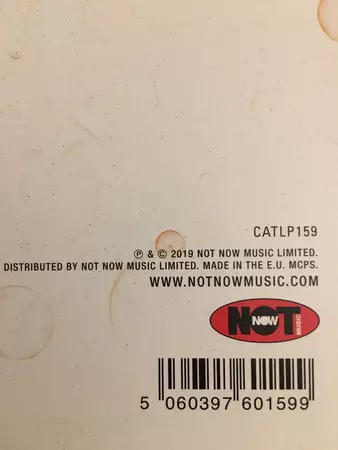 CATLP159
℗ & © 2019 NOT NOW MUSIC LIMITED.
DISTRIBUTED BY NOT NOW MUSIC LIMITED. MADE IN THE E.U. MCPS.
WWW.NOTNOWMUSIC.COM
NOT NOW MUSIC
5 060397 601599